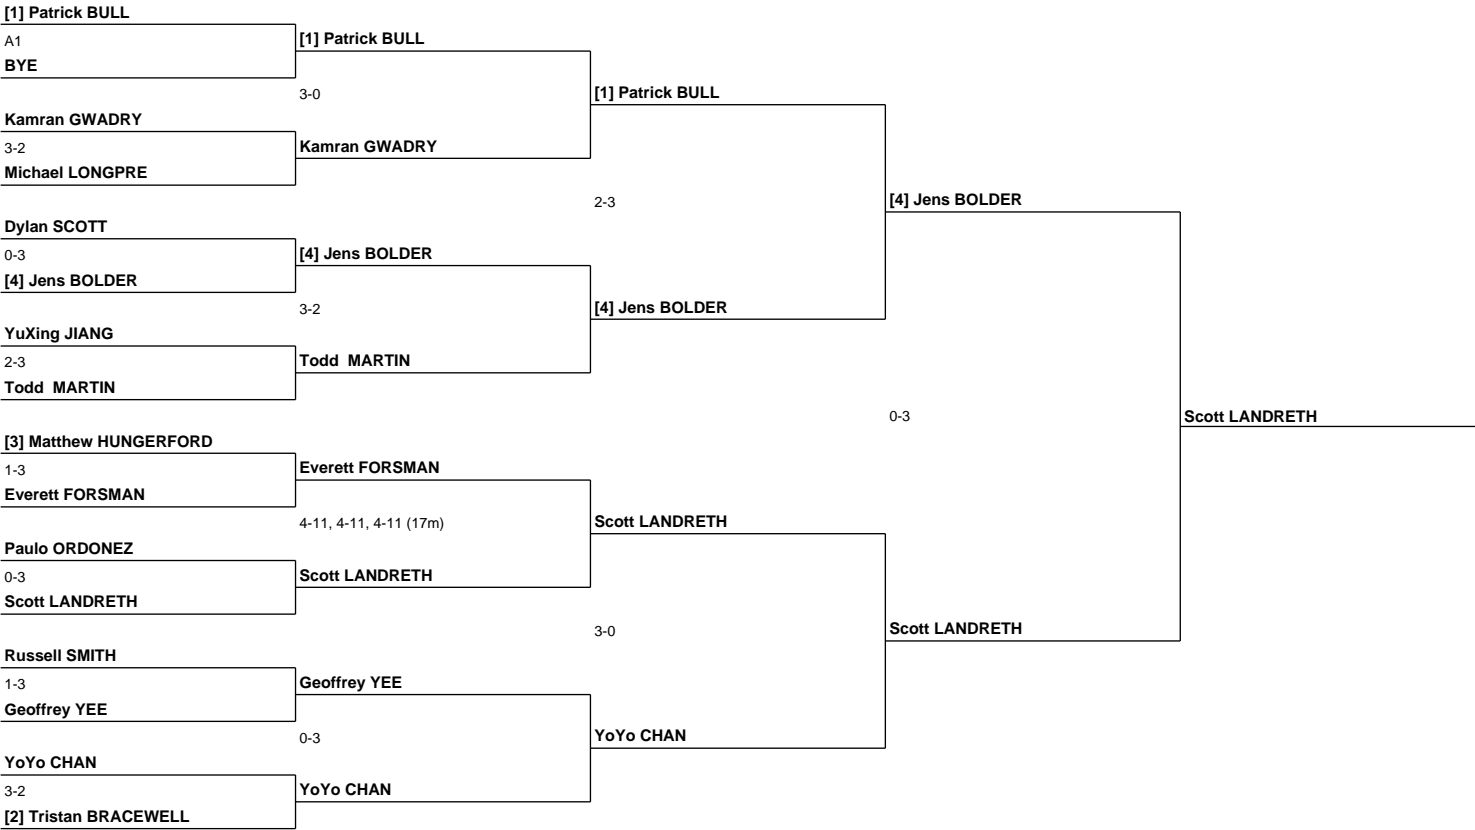 [1] Patrick BULL
A1
BYE
Kamran GWADRY
3-2
Michael LONGPRE
Dylan SCOTT
0-3
[4] Jens BOLDER
YuXing JIANG
2-3
Todd  MARTIN
[3] Matthew HUNGERFORD
1-3
Everett FORSMAN
Paulo ORDONEZ
0-3
Scott LANDRETH
Russell SMITH
1-3
Geoffrey YEE
YoYo CHAN
3-2
[2] Tristan BRACEWELL
[1] Patrick BULL
3-0
Kamran GWADRY
[4] Jens BOLDER
3-2
Todd  MARTIN
Everett FORSMAN
4-11, 4-11, 4-11 (17m)
Scott LANDRETH
Geoffrey YEE
0-3
YoYo CHAN
[1] Patrick BULL
2-3
[4] Jens BOLDER
Scott LANDRETH
3-0
YoYo CHAN
[4] Jens BOLDER
0-3
Scott LANDRETH
Scott LANDRETH